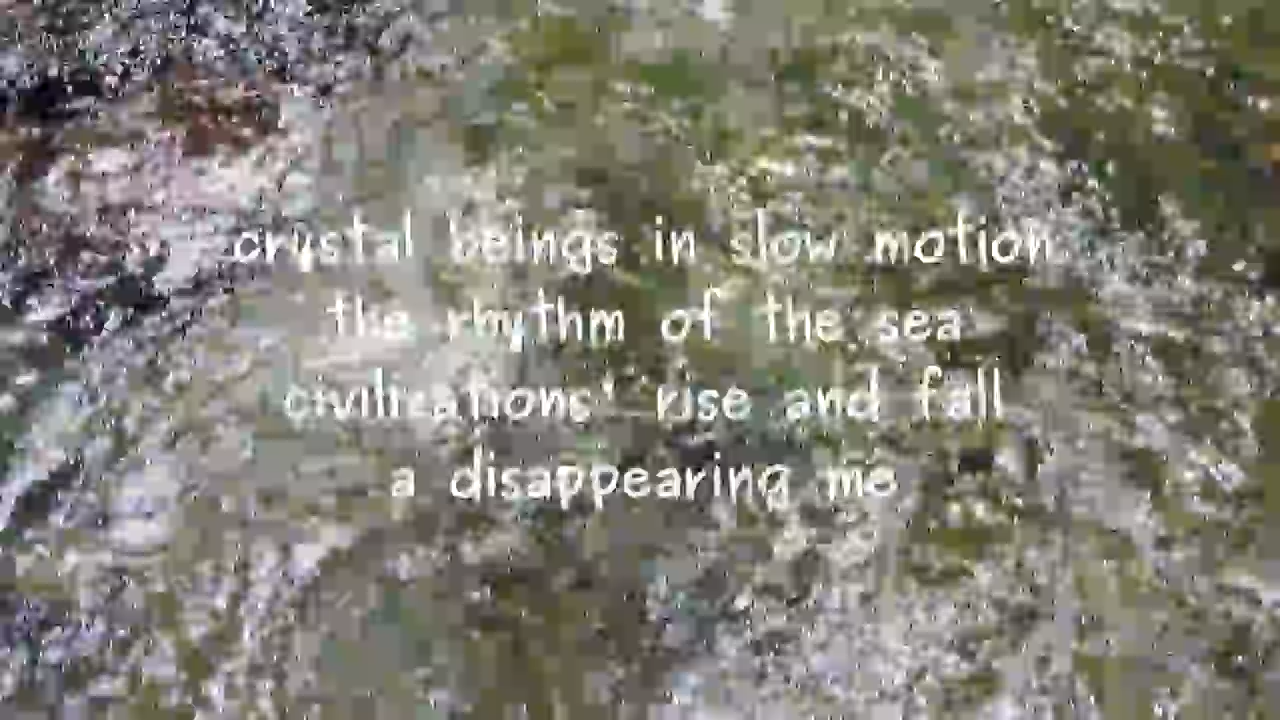 crystal beings in slow motion
the rhythm of the sea
civilizations' rise and fall
a disappearing me